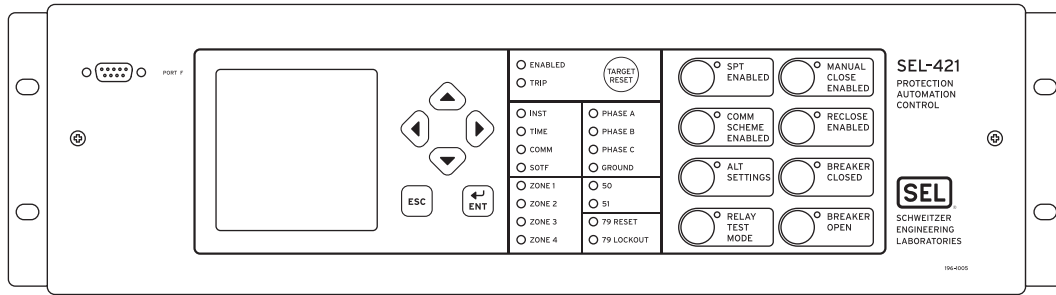 PORT F
ENABLED
TRIP
TARGET
RESET
INST
TIME
COMM
SOTF
PHASE A
PHASE B
PHASE C
GROUND
ZONE 1
ZONE 2
ZONE 3
ZONE 4
50
51
79 RESET
79 LOCKOUT
ESC
ENT
SPT
ENABLED
MANUAL
CLOSE
ENABLED
COMM
SCHEME
ENABLED
RECLOSE
ENABLED
ALT
SETTINGS
BREAKER
CLOSED
RELAY
TEST
MODE
BREAKER
OPEN
SEL-421
PROTECTION
AUTOMATION
CONTROL
SEL®
SCHWEITZER
ENGINEERING
LABORATORIES
196-1005